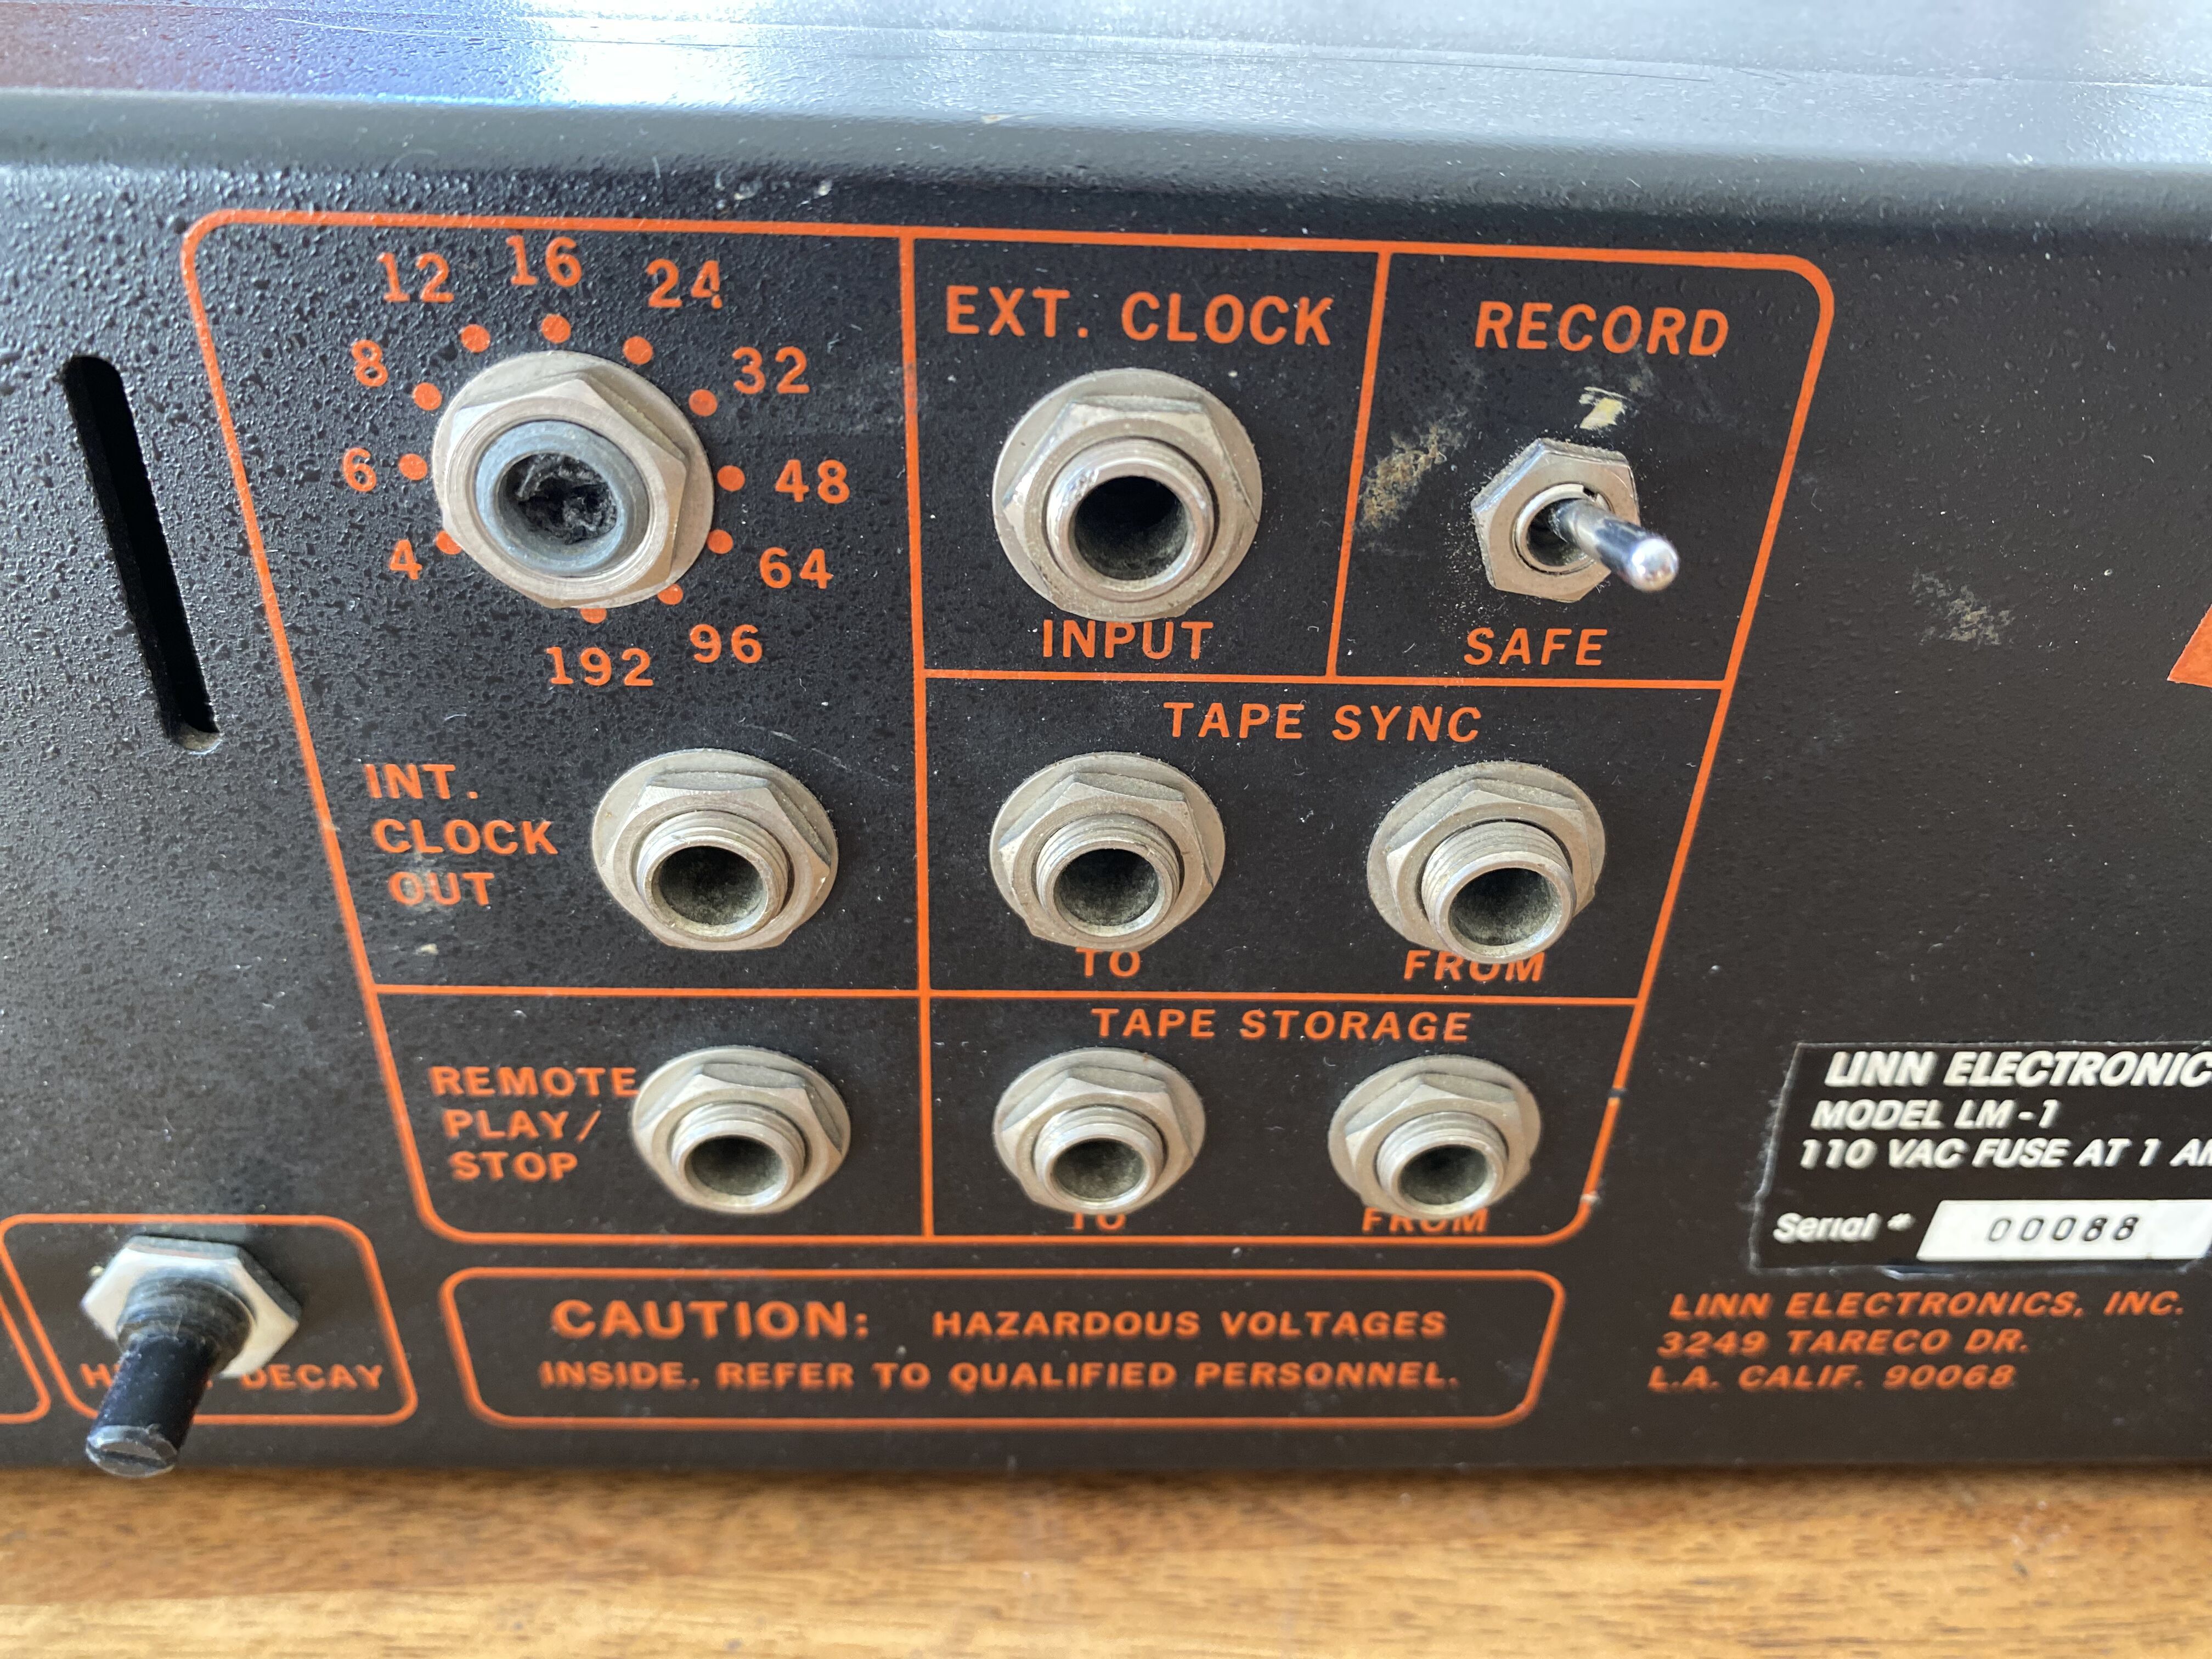 12 16 24
8 32
6 48
4 64
192 96
EXT. CLOCK
INPUT
RECORD
SAFE
INT.
CLOCK
OUT
TAPE SYNC
TO FROM
REMOTE
PLAY/
STOP
TAPE STORAGE
TO FROM
DECAY
CAUTION: HAZARDOUS VOLTAGES
INSIDE. REFER TO QUALIFIED PERSONNEL.
LINN ELECTRONIC
MODEL LM-1
110 VAC FUSE AT 1
Serial # 00088
LINN ELECTRONICS, INC.
3249 TARECO DR.
L.A. CALIF. 90068